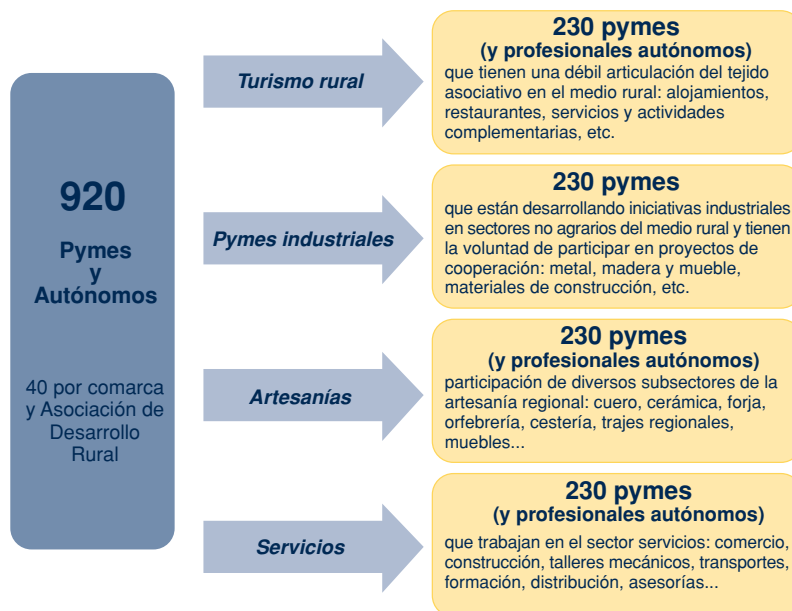 920
Pymes
y
Autónomos
40 por comarca
y Asociación de
Desarrollo
Rural
Turismo rural
230 pymes
(y profesionales autónomos)
que tienen una débil articulación del tejido
asociativo en el medio rural: alojamientos,
restaurantes, servicios y actividades
complementarias, etc.
Pymes industriales
230 pymes
que están desarrollando iniciativas industriales
en sectores no agrarios del medio rural y tienen
la voluntad de participar en proyectos de
cooperación: metal, madera y mueble,
materiales de construcción, etc.
Artesanías
230 pymes
(y profesionales autónomos)
participación de diversos subsectores de la
artesanía regional: cuero, cerámica, forja,
orfebrería, cestería, trajes regionales,
muebles...
Servicios
230 pymes
(y profesionales autónomos)
que trabajan en el sector servicios: comercio,
construcción, talleres mecánicos, transportes,
formación, distribución, asesorías...